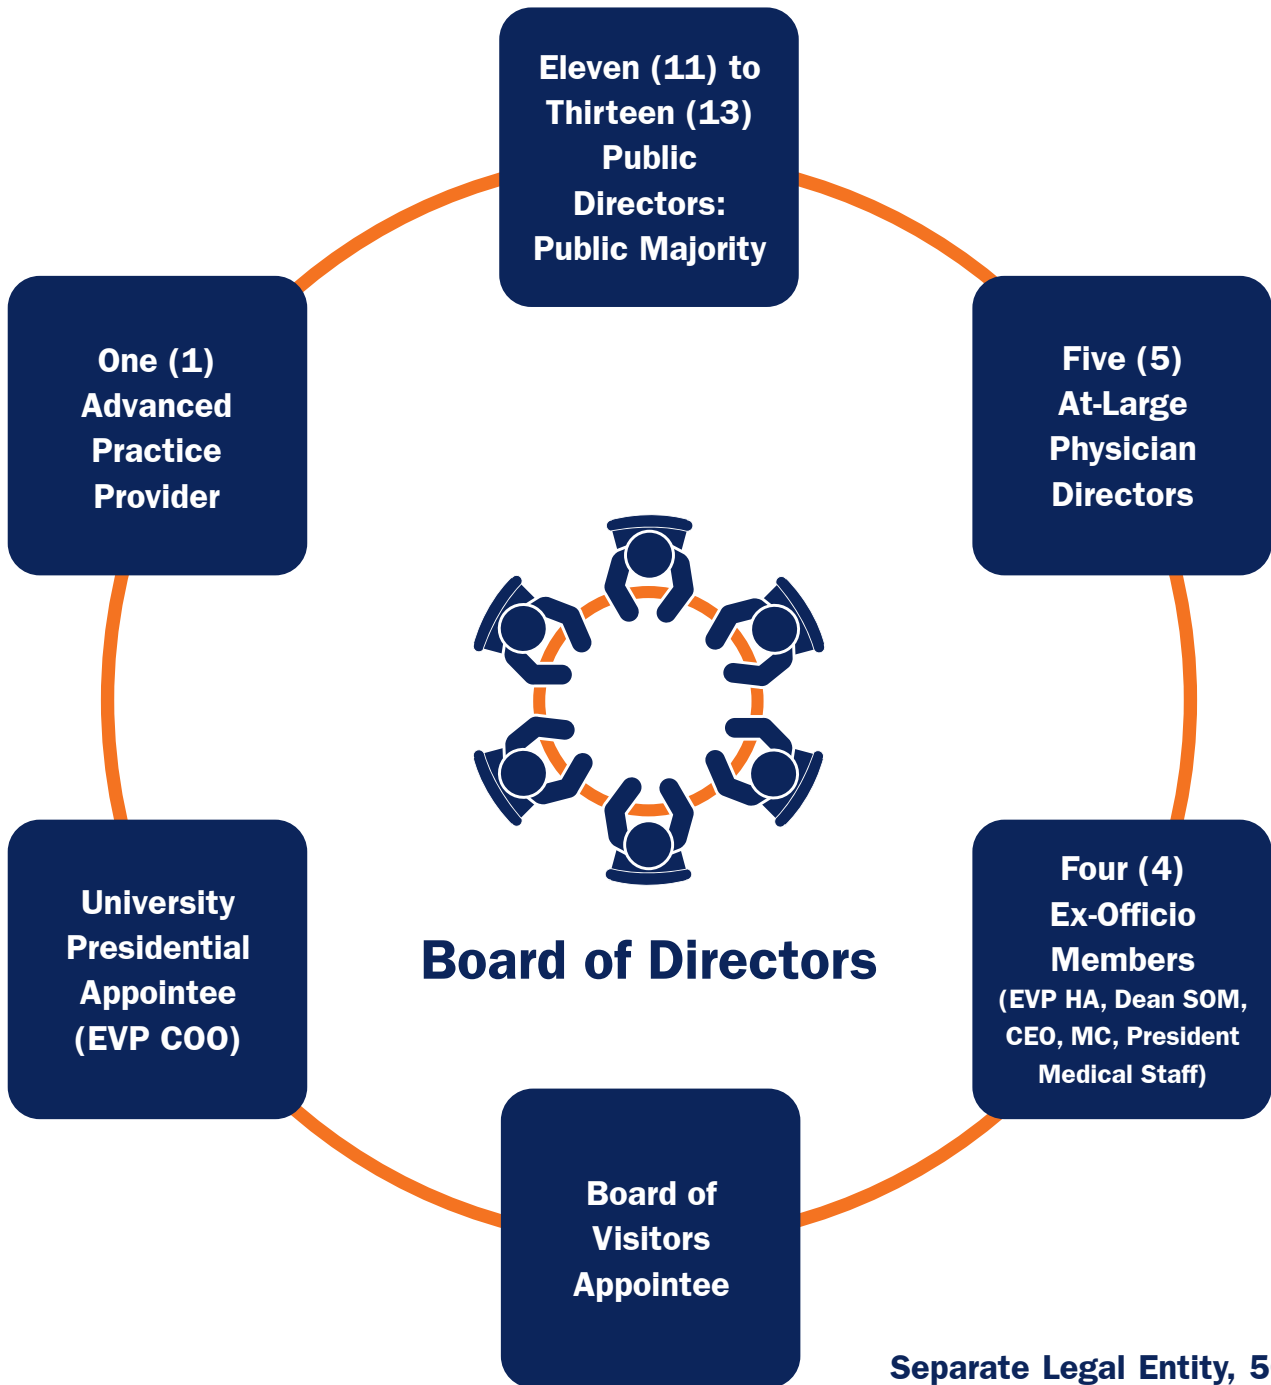 Eleven (11) to
Thirteen (13)
Public
Directors:
Public Majority
One (1)
Advanced
Practice
Provider
Five (5)
At-Large
Physician
Directors
University
Presidential
Appointee
(EVP COO)
Board of Directors
Four (4)
Ex-Officio
Members
(EVP HA, Dean SOM,
CEO, MC, President
Medical Staff)
Board of
Visitors
Appointee
Separate Legal Entity, 5